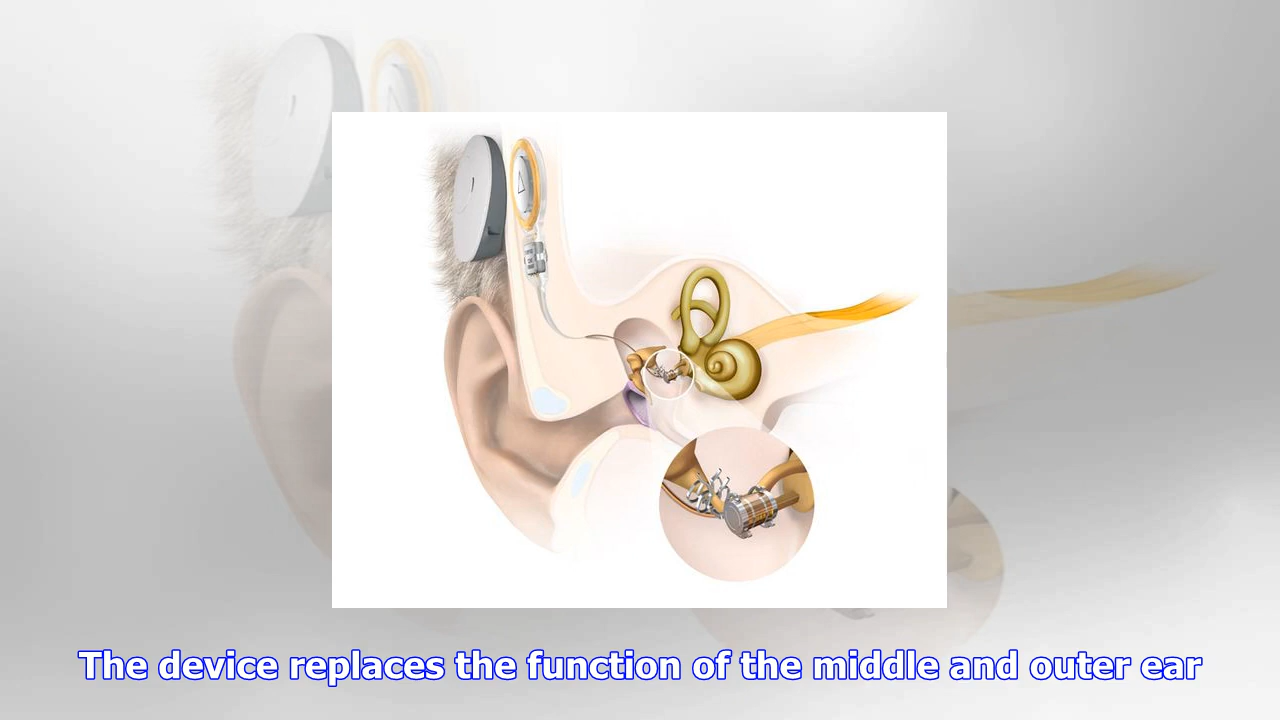 The device replaces the function of the middle and outer ear